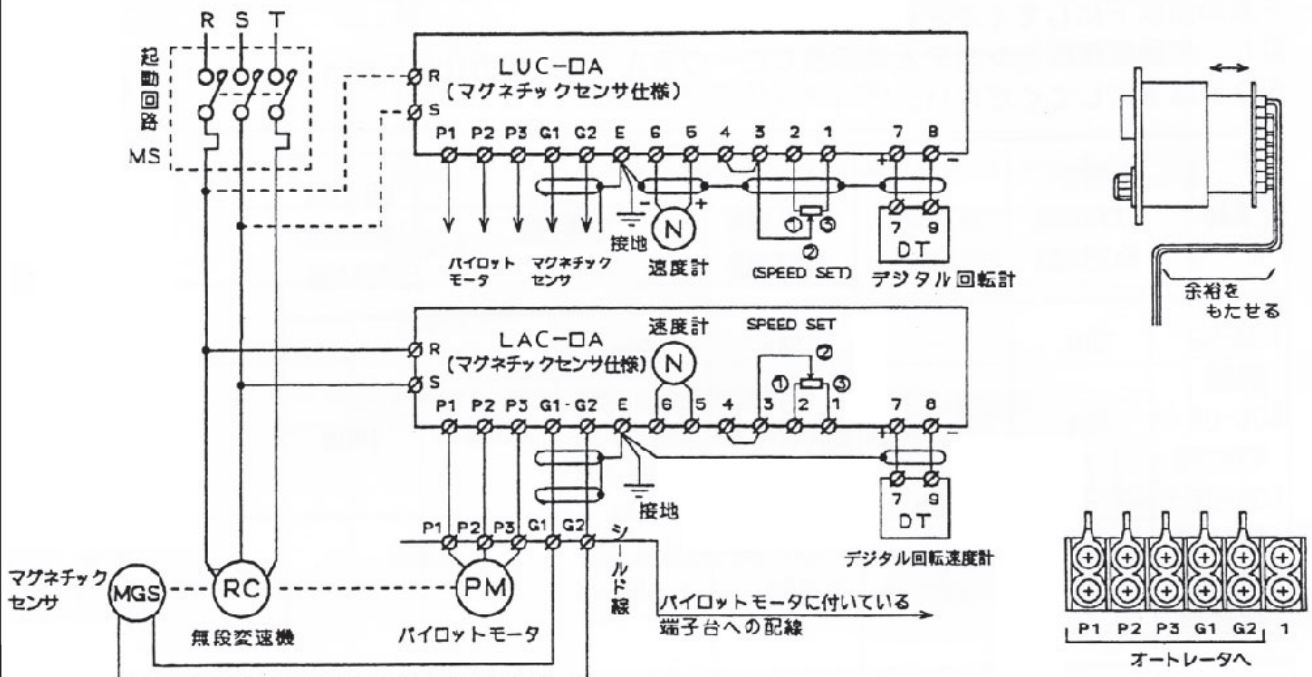 R S T
起動回路
MS
LUC-□A
(マグネチックセンサ仕様)
R
S
P1 P2 P3 G1 G2 E 6 5 4 3 2 1 7 8
+ -
- +
接地
N
速度計
① ③
②
(SPEED SET)
7 9
DT
デジタル回転計
パイロット
モータ
マグネチック
センサ
LAC-□A
(マグネチックセンサ仕様)
速度計
N
SPEED SET
②
① ③
R
S
P1 P2 P3 G1-G2 E 6 5 4 3 2 1 7 8
+ -
接地
7 9
DT
デジタル回転速度計
P1 P2 P3 G1 G2
シールド線
マグネチック
センサ
MGS
RC
無段変速機
PM
パイロットモータ
パイロットモータに付いている
端子台への配線
余裕を
もたせる
P1 P2 P3 G1 G2 1
オートレータへ